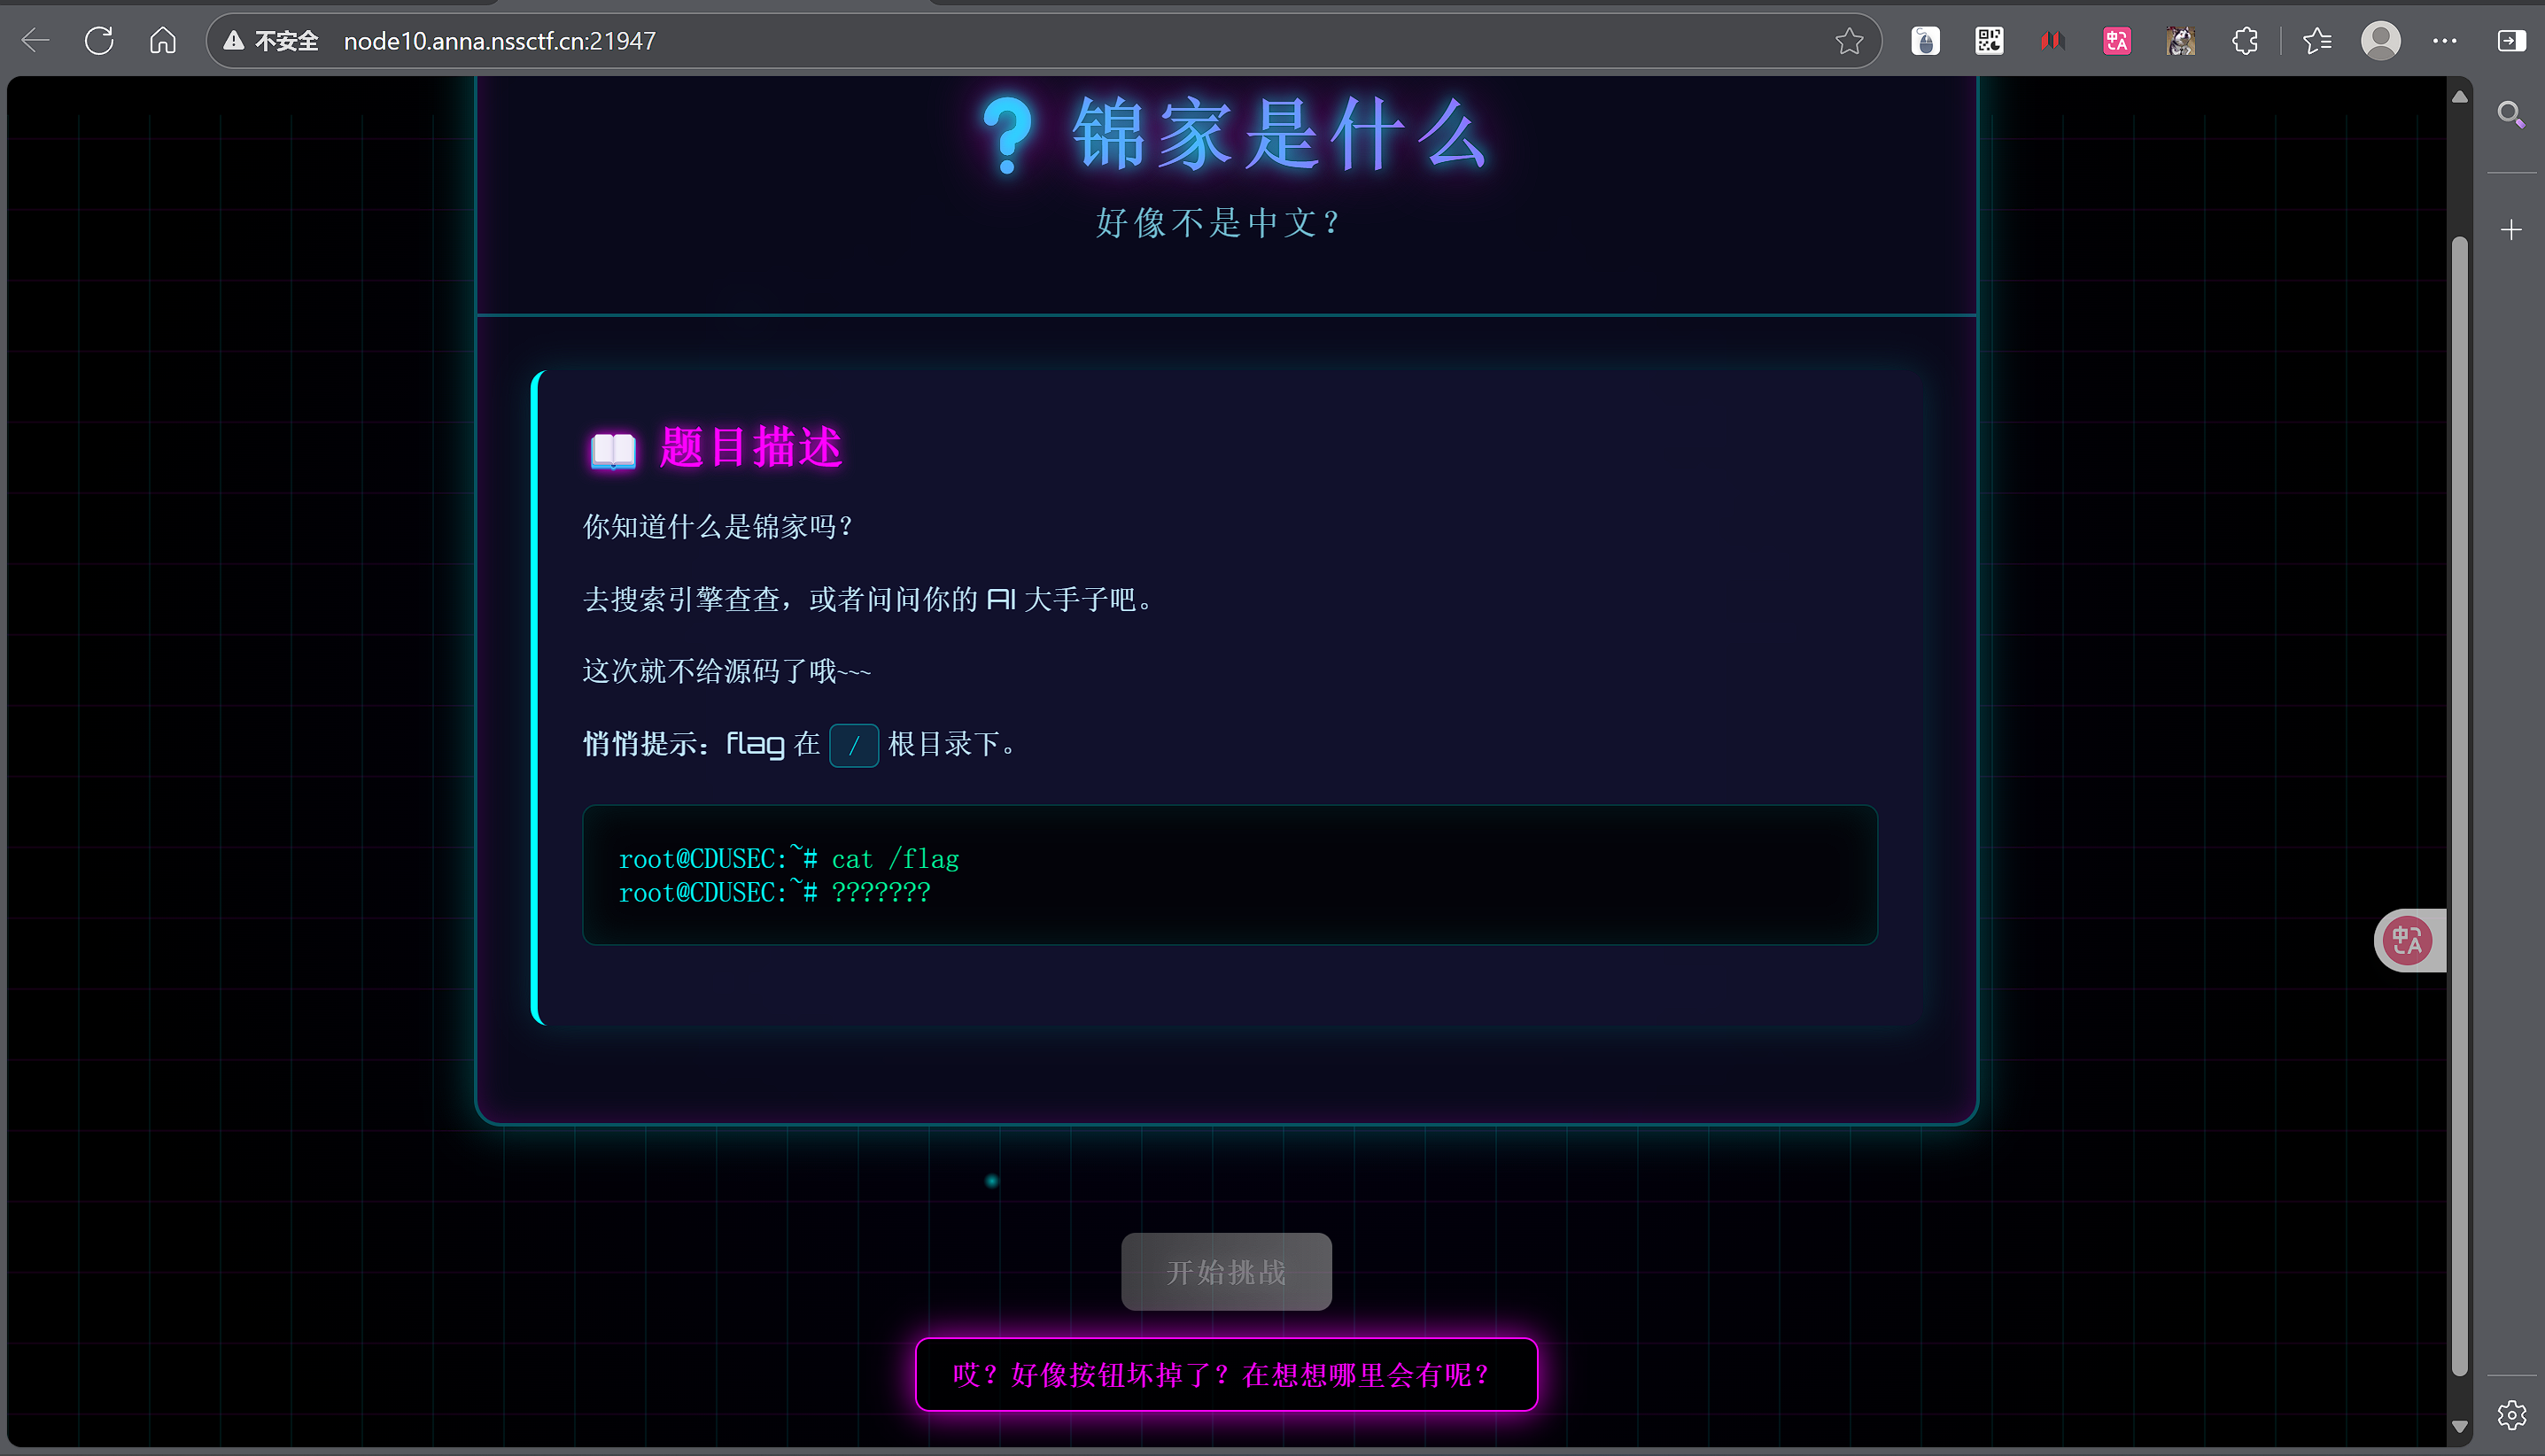 不安全 node10.anna.nssctf.cn:21947
? 锦家是什么
好像不是中文？
题目描述
你知道什么是锦家吗？
去搜索引擎查查，或者问问你的 AI 大手子吧。
这次就不给源码了哦~~~
悄悄提示：flag 在 / 根目录下。
root@CDUSEC:~# cat /flag
root@CDUSEC:~# ???????
开始挑战
哎？好像按钮坏掉了？在想想哪里会有呢？